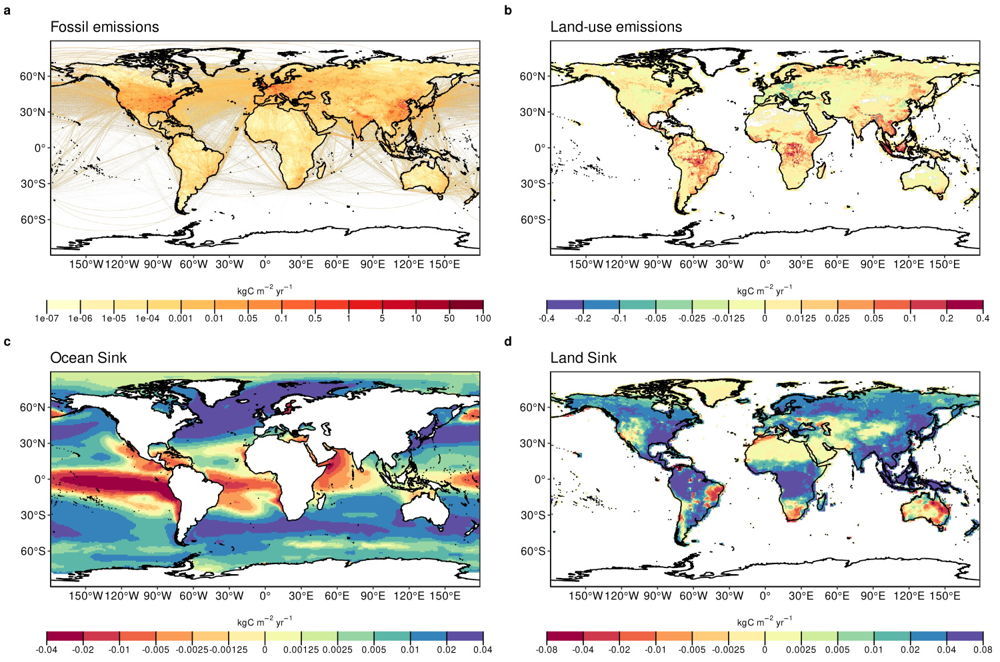 a
Fossil emissions
60°N
30°N
0°
30°S
60°S
150°W 120°W 90°W 60°W 30°W 0° 30°E 60°E 90°E 120°E 150°E
kgC m⁻² yr⁻¹
1e-07 1e-06 1e-05 1e-04 0.001 0.01 0.05 0.1 0.5 1 5 10 50 100
b
Land-use emissions
60°N
30°N
0°
30°S
60°S
150°W 120°W 90°W 60°W 30°W 0° 30°E 60°E 90°E 120°E 150°E
kgC m⁻² yr⁻¹
-0.4 -0.2 -0.1 -0.05 -0.025 -0.0125 0 0.0125 0.025 0.05 0.1 0.2 0.4
c
Ocean Sink
60°N
30°N
0°
30°S
60°S
150°W 120°W 90°W 60°W 30°W 0° 30°E 60°E 90°E 120°E 150°E
kgC m⁻² yr⁻¹
-0.04 -0.02 -0.01 -0.005 -0.0025 -0.00125 0 0.00125 0.0025 0.005 0.01 0.02 0.04
d
Land Sink
60°N
30°N
0°
30°S
60°S
150°W 120°W 90°W 60°W 30°W 0° 30°E 60°E 90°E 120°E 150°E
kgC m⁻² yr⁻¹
-0.08 -0.04 -0.02 -0.01 -0.005 -0.0025 0 0.0025 0.005 0.01 0.02 0.04 0.08